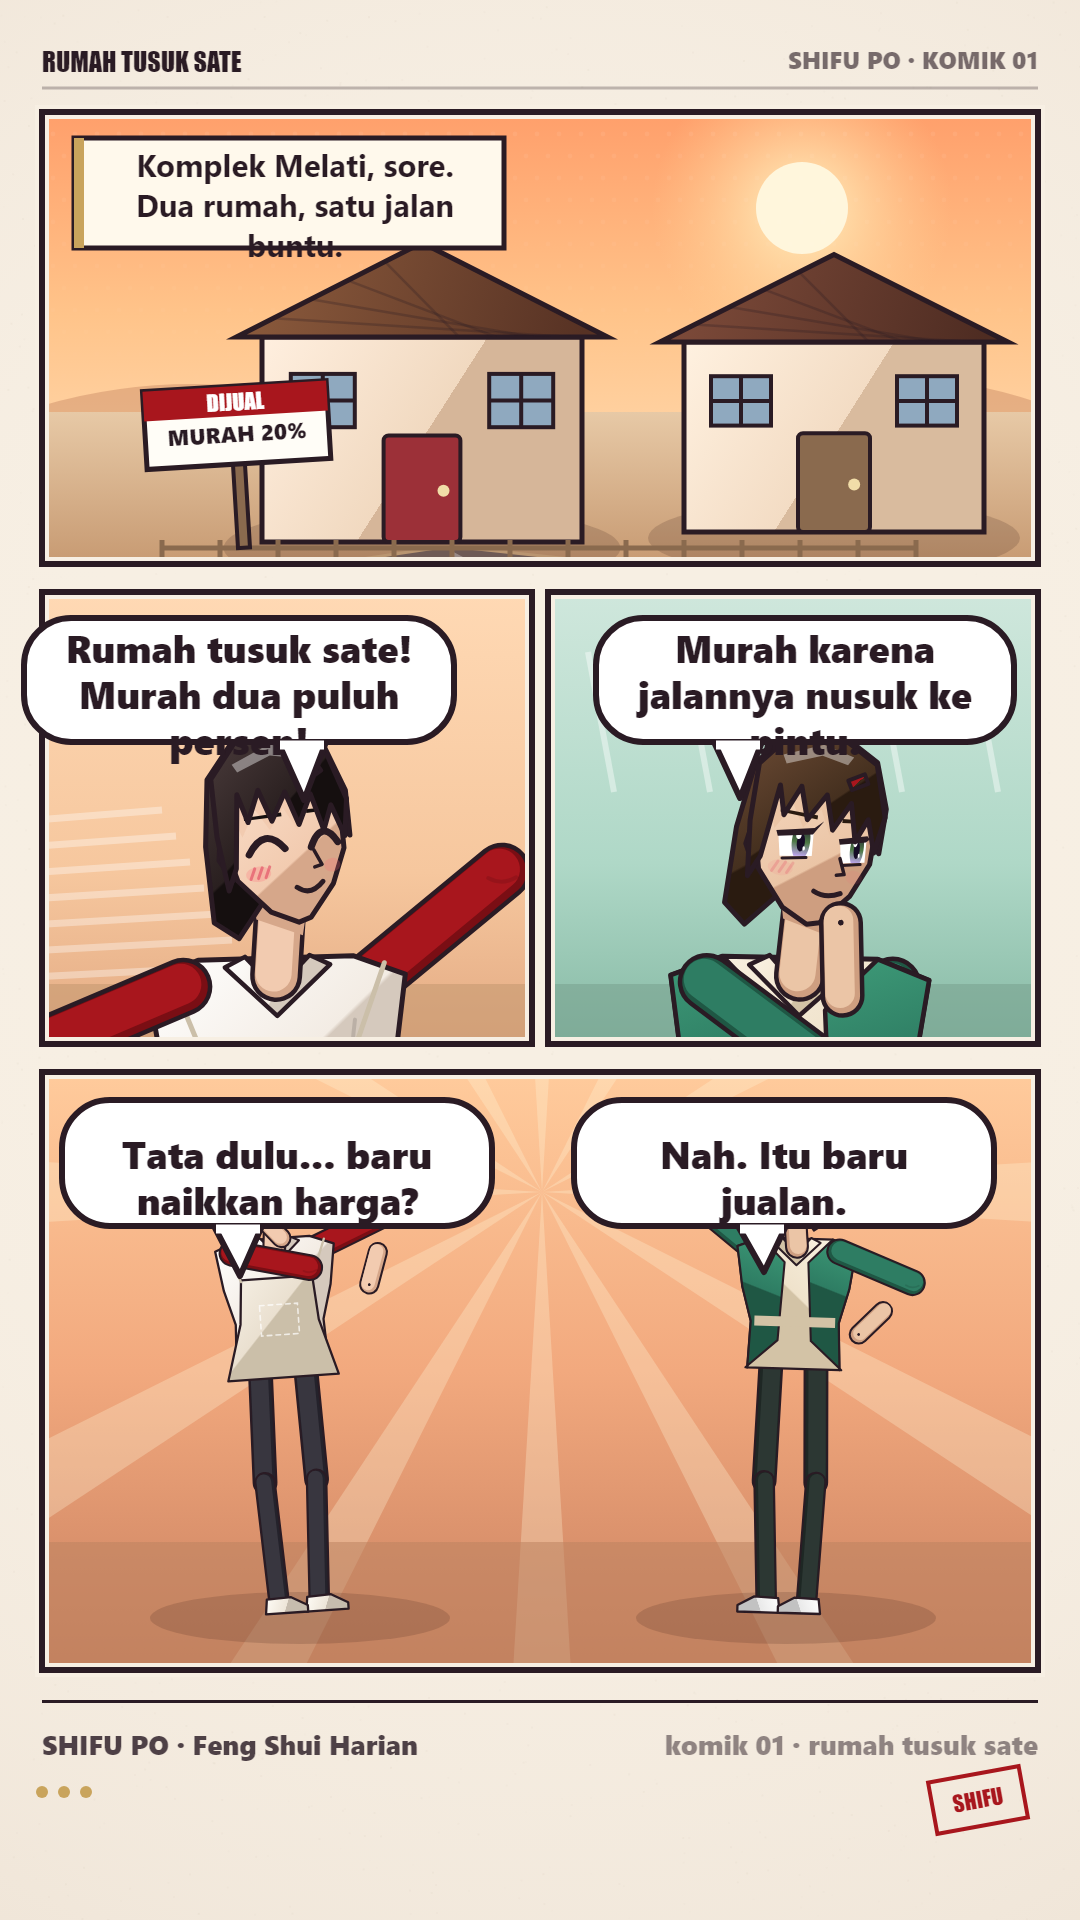 RUMAH TUSUK SATE
SHIFU PO · KOMIK 01
Komplek Melati, sore.
Dua rumah, satu jalan
buntu.
DIJUAL
MURAH 20%
Rumah tusuk sate!
Murah dua puluh
persen!
Murah karena
jalannya nusuk ke
pintu.
Tata dulu... baru
naikkan harga?
Nah. Itu baru
jualan.
SHIFU PO · Feng Shui Harian
komik 01 · rumah tusuk sate
SHIFU